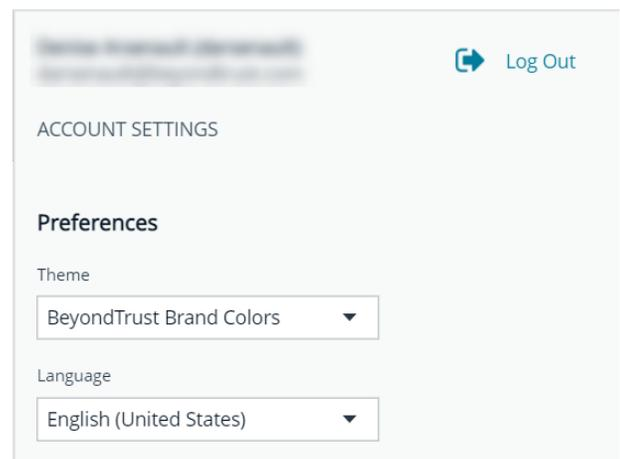 Log Out
ACCOUNT SETTINGS
Preferences
Theme
BeyondTrust Brand Colors
Language
English (United States)